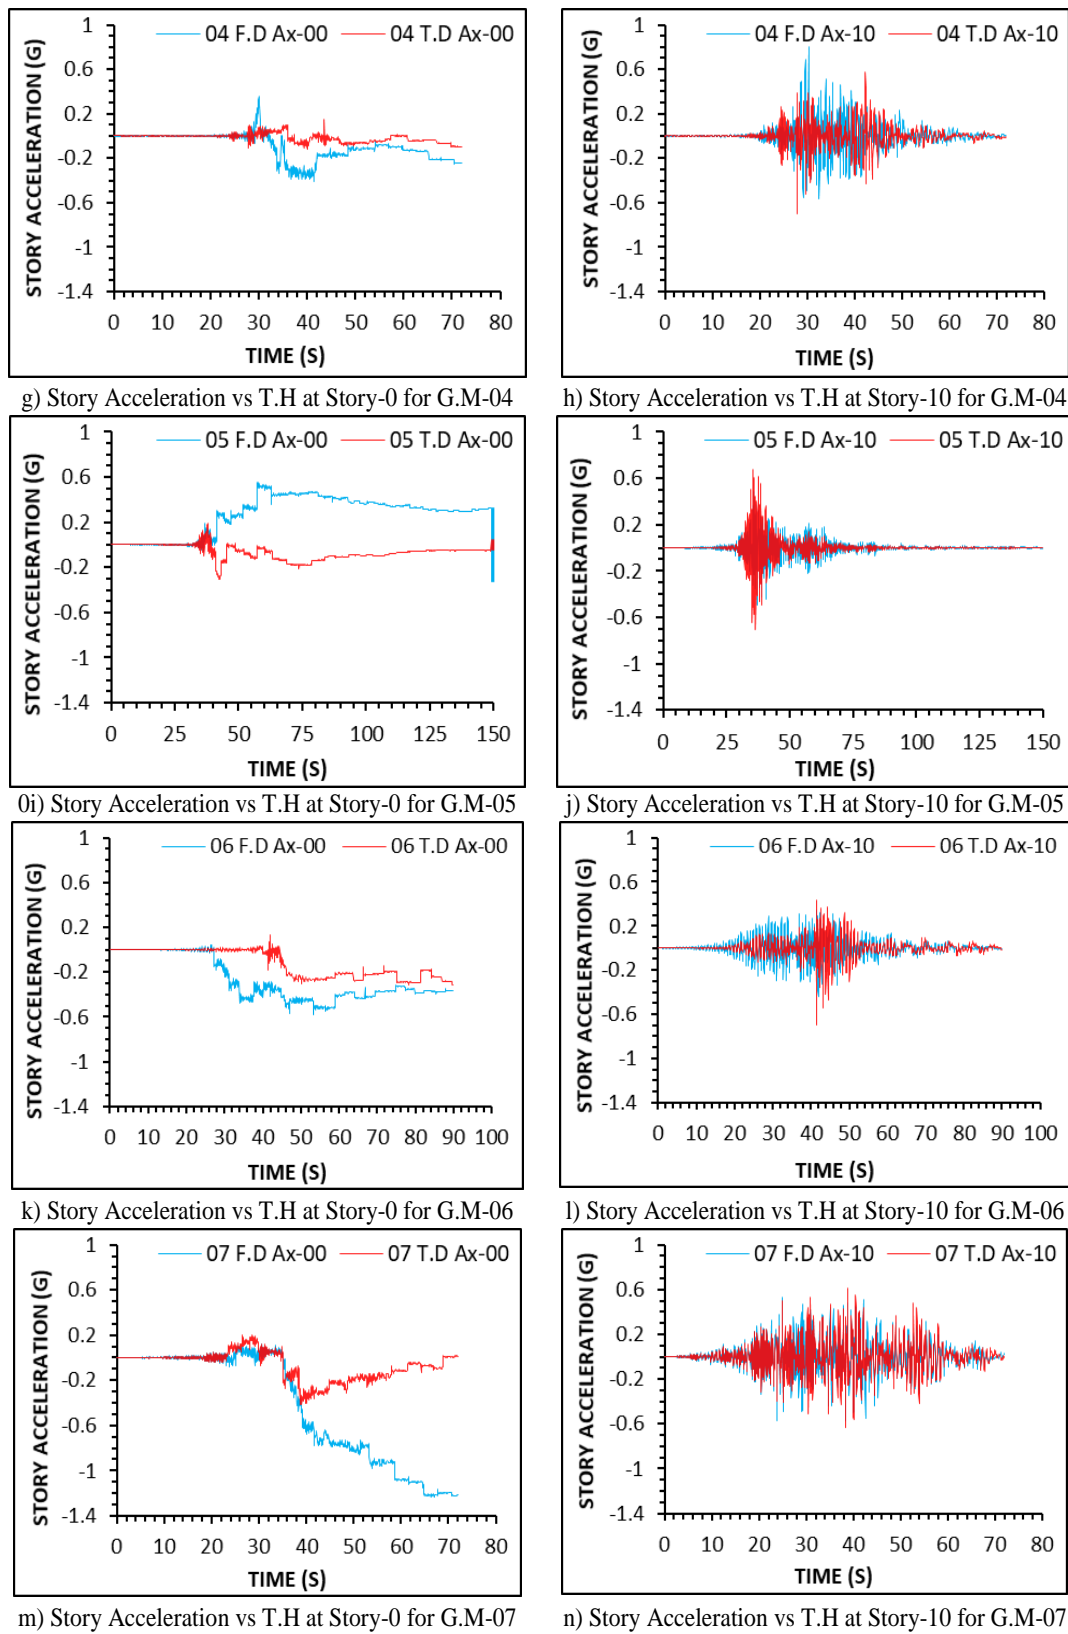 04 F.D Ax-00 04 T.D Ax-00
STORY ACCELERATION (G)
1
0.6
0.2
-0.2
-0.6
-1
-1.4
0 10 20 30 40 50 60 70 80
TIME (S)
g) Story Acceleration vs T.H at Story-0 for G.M-04
04 F.D Ax-10 04 T.D Ax-10
STORY ACCELERATION (G)
1
0.6
0.2
-0.2
-0.6
-1
-1.4
0 10 20 30 40 50 60 70 80
TIME (S)
h) Story Acceleration vs T.H at Story-10 for G.M-04
05 F.D Ax-00 05 T.D Ax-00
STORY ACCELERATION (G)
1
0.6
0.2
-0.2
-0.6
-1
-1.4
0 25 50 75 100 125 150
TIME (S)
0i) Story Acceleration vs T.H at Story-0 for G.M-05
05 F.D Ax-10 05 T.D Ax-10
STORY ACCELERATION (G)
1
0.6
0.2
-0.2
-0.6
-1
-1.4
0 25 50 75 100 125 150
TIME (S)
j) Story Acceleration vs T.H at Story-10 for G.M-05
06 F.D Ax-00 06 T.D Ax-00
STORY ACCELERATION (G)
1
0.6
0.2
-0.2
-0.6
-1
-1.4
0 10 20 30 40 50 60 70 80 90 100
TIME (S)
k) Story Acceleration vs T.H at Story-0 for G.M-06
06 F.D Ax-10 06 T.D Ax-10
STORY ACCELERATION (G)
1
0.6
0.2
-0.2
-0.6
-1
-1.4
0 10 20 30 40 50 60 70 80 90 100
TIME (S)
l) Story Acceleration vs T.H at Story-10 for G.M-06
07 F.D Ax-00 07 T.D Ax-00
STORY ACCELERATION (G)
1
0.6
0.2
-0.2
-0.6
-1
-1.4
0 10 20 30 40 50 60 70 80
TIME (S)
m) Story Acceleration vs T.H at Story-0 for G.M-07
07 F.D Ax-10 07 T.D Ax-10
STORY ACCELERATION (G)
1
0.6
0.2
-0.2
-0.6
-1
-1.4
0 10 20 30 40 50 60 70 80
TIME (S)
n) Story Acceleration vs T.H at Story-10 for G.M-07